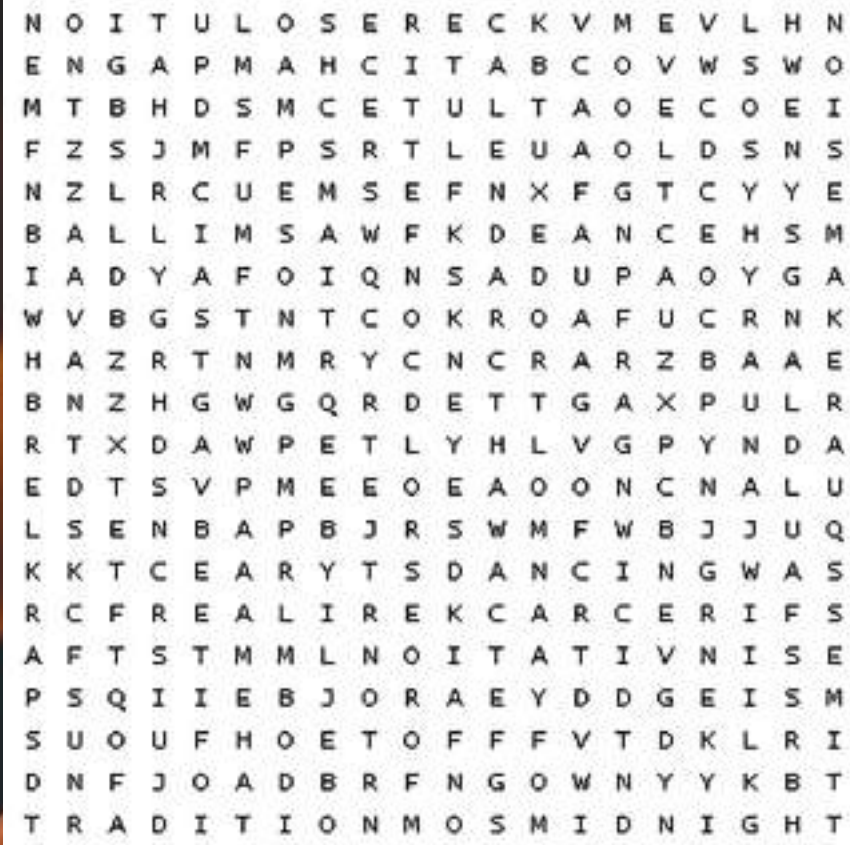 N O I T U L O S E R E C K V M E V L H N
E N G A P M A H C I T A B C O V W S W O
M T B H D S M C E T U L T A O E C O E I
F Z S J M F P S R T L E U A O L D S N S
N Z L R C U E M S E F N X F G T C Y Y E
B A L L I M S A W F K D E A N C E H S M
I A D Y A F O I Q N S A D U P A O Y G A
W V B G S T N T C O K R O A F U C R N K
H A Z R T N M R Y C N C R A R Z B A A E
B N Z H G W G Q R D E T T G A X P U L R
R T X D A W P E T L Y H L V G P Y N D A
E D T S V P M E E O E A O O N C N A L U
L S E N B A P B J R S W M F W B J J U Q
K K T C E A R Y T S D A N C I N G W A S
R C F R E A L I R E K C A R C E R I F S
A F T S T M M L N O I T A T I V N I S E
P S Q I I E B J O R A E Y D D G E I S M
S U O U F H O E T O F F F V T D K L R I
D N F J O A D B R F N G O W N Y Y K B T
T R A D I T I O N M O S M I D N I G H T